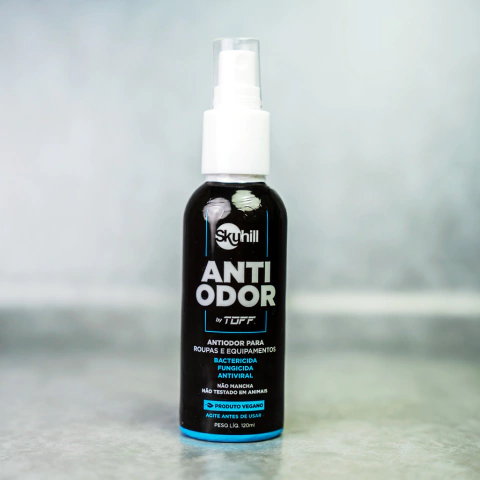 Skyhill
ANTI
ODOR
by TOFF
ANTIODOR PARA
ROUPAS E EQUIPAMENTOS
BACTERICIDA
FUNGICIDA
ANTIVIRAL
NÃO MANCHA
NÃO TESTADO EM ANIMAIS
PRODUTO VEGANO
AGITE ANTES DE USAR
PESO LÍQ. 120ml